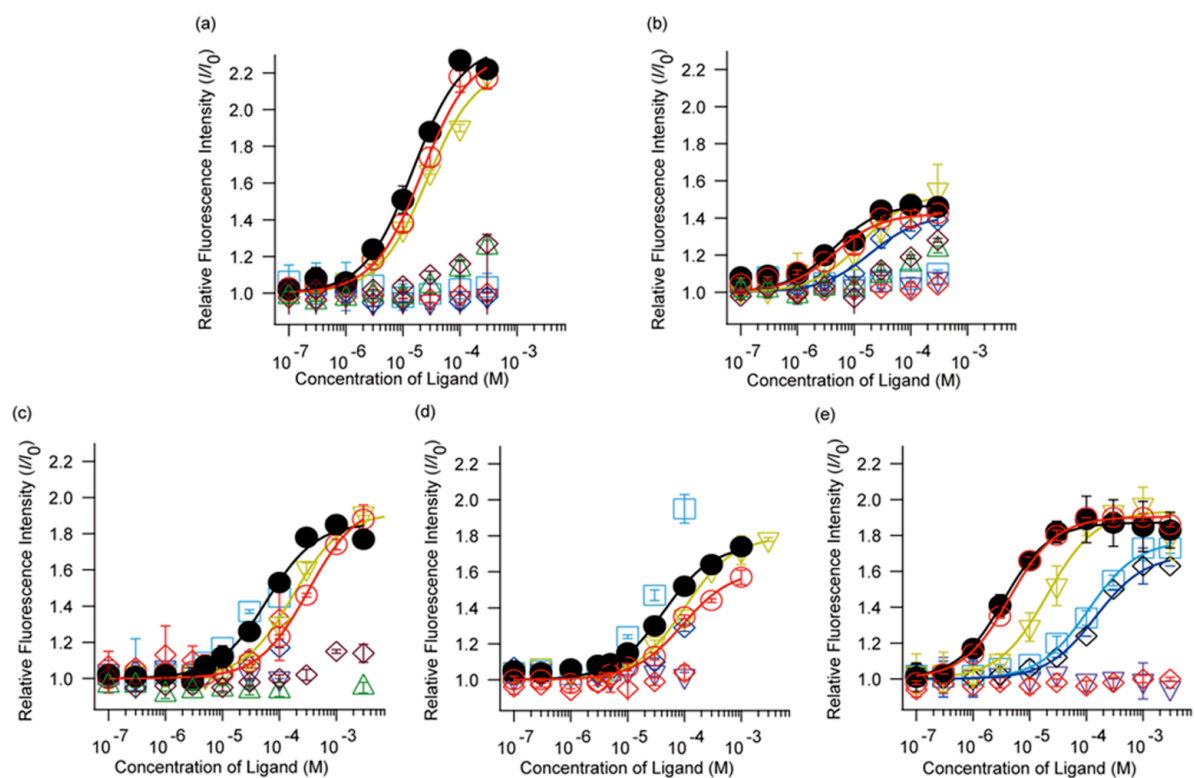 (a)
Relative Fluorescence Intensity (I/I0)
2.2
2.0
1.8
1.6
1.4
1.2
1.0
10-7 10-6 10-5 10-4 10-3
Concentration of Ligand (M)
(b)
Relative Fluorescence Intensity (I/I0)
2.2
2.0
1.8
1.6
1.4
1.2
1.0
10-7 10-6 10-5 10-4 10-3
Concentration of Ligand (M)
(c)
Relative Fluorescence Intensity (I/I0)
2.2
2.0
1.8
1.6
1.4
1.2
1.0
10-7 10-6 10-5 10-4 10-3
Concentration of Ligand (M)
(d)
Relative Fluorescence Intensity (I/I0)
2.2
2.0
1.8
1.6
1.4
1.2
1.0
10-7 10-6 10-5 10-4 10-3
Concentration of Ligand (M)
(e)
Relative Fluorescence Intensity (I/I0)
2.2
2.0
1.8
1.6
1.4
1.2
1.0
10-7 10-6 10-5 10-4 10-3
Concentration of Ligand (M)